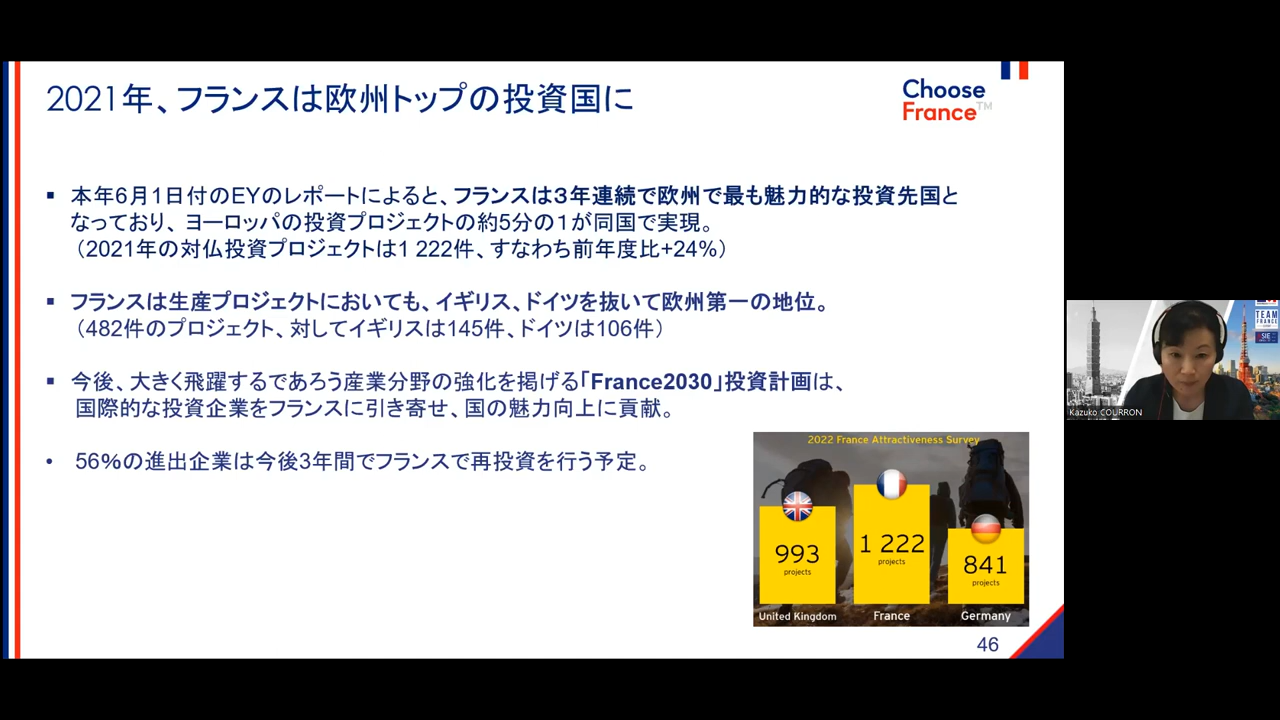 2021年、フランスは欧州トップの投資国に
Choose
France™
▪ 本年6月1日付のEYのレポートによると、フランスは３年連続で欧州で最も魅力的な投資先国と
なっており、ヨーロッパの投資プロジェクトの約5分の１が同国で実現。
（2021年の対仏投資プロジェクトは1 222件、すなわち前年度比+24%）
▪ フランスは生産プロジェクトにおいても、イギリス、ドイツを抜いて欧州第一の地位。
（482件のプロジェクト、対してイギリスは145件、ドイツは106件）
▪ 今後、大きく飛躍するであろう産業分野の強化を掲げる「France2030」投資計画は、
国際的な投資企業をフランスに引き寄せ、国の魅力向上に貢献。
• 56%の進出企業は今後3年間でフランスで再投資を行う予定。
2022 France Attractiveness Survey
993
projects
United Kingdom
1 222
projects
France
841
projects
Germany
46
TEAM
FRANCE
Kazuko COURRON